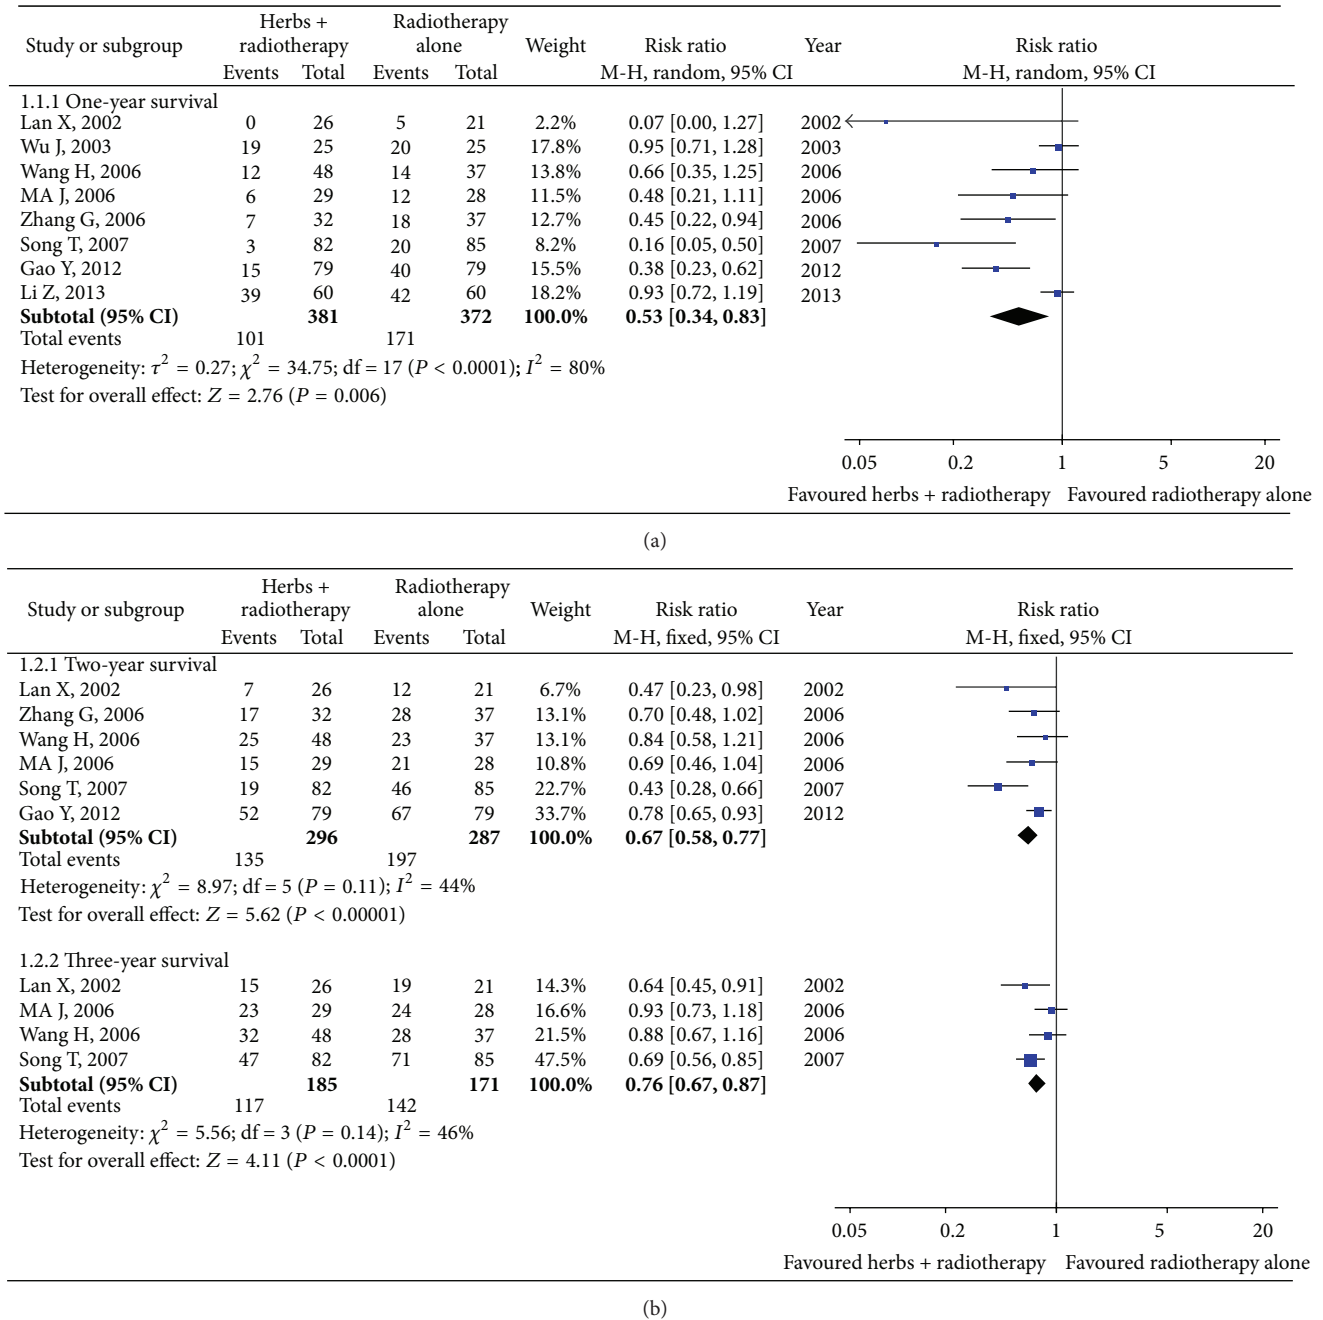 Study or subgroup Herbs + radiotherapy Radiotherapy alone Weight Risk ratio Year Risk ratio
Events Total Events Total M-H, random, 95% CI M-H, random, 95% CI
1.1.1 One-year survival
Lan X, 2002 0 26 5 21 2.2% 0.07 [0.00, 1.27] 2002
Wu J, 2003 19 25 20 25 17.8% 0.95 [0.71, 1.28] 2003
Wang H, 2006 12 48 14 37 13.8% 0.66 [0.35, 1.25] 2006
MA J, 2006 6 29 12 28 11.5% 0.48 [0.21, 1.11] 2006
Zhang G, 2006 7 32 18 37 12.7% 0.45 [0.22, 0.94] 2006
Song T, 2007 3 82 20 85 8.2% 0.16 [0.05, 0.50] 2007
Gao Y, 2012 15 79 40 79 15.5% 0.38 [0.23, 0.62] 2012
Li Z, 2013 39 60 42 60 18.2% 0.93 [0.72, 1.19] 2013
Subtotal (95% CI) 381 372 100.0% 0.53 [0.34, 0.83]
Total events 101 171
Heterogeneity: τ² = 0.27; χ² = 34.75; df = 17 (P < 0.0001); I² = 80%
Test for overall effect: Z = 2.76 (P = 0.006)
0.05 0.2 1 5 20
Favoured herbs + radiotherapy Favoured radiotherapy alone
(a)
Study or subgroup Herbs + radiotherapy Radiotherapy alone Weight Risk ratio Year Risk ratio
Events Total Events Total M-H, fixed, 95% CI M-H, fixed, 95% CI
1.2.1 Two-year survival
Lan X, 2002 7 26 12 21 6.7% 0.47 [0.23, 0.98] 2002
Zhang G, 2006 17 32 28 37 13.1% 0.70 [0.48, 1.02] 2006
Wang H, 2006 25 48 23 37 13.1% 0.84 [0.58, 1.21] 2006
MA J, 2006 15 29 21 28 10.8% 0.69 [0.46, 1.04] 2006
Song T, 2007 19 82 46 85 22.7% 0.43 [0.28, 0.66] 2007
Gao Y, 2012 52 79 67 79 33.7% 0.78 [0.65, 0.93] 2012
Subtotal (95% CI) 296 287 100.0% 0.67 [0.58, 0.77]
Total events 135 197
Heterogeneity: χ² = 8.97; df = 5 (P = 0.11); I² = 44%
Test for overall effect: Z = 5.62 (P < 0.00001)
1.2.2 Three-year survival
Lan X, 2002 15 26 19 21 14.3% 0.64 [0.45, 0.91] 2002
MA J, 2006 23 29 24 28 16.6% 0.93 [0.73, 1.18] 2006
Wang H, 2006 32 48 28 37 21.5% 0.88 [0.67, 1.16] 2006
Song T, 2007 47 82 71 85 47.5% 0.69 [0.56, 0.85] 2007
Subtotal (95% CI) 185 171 100.0% 0.76 [0.67, 0.87]
Total events 117 142
Heterogeneity: χ² = 5.56; df = 3 (P = 0.14); I² = 46%
Test for overall effect: Z = 4.11 (P < 0.0001)
0.05 0.2 1 5 20
Favoured herbs + radiotherapy Favoured radiotherapy alone
(b)